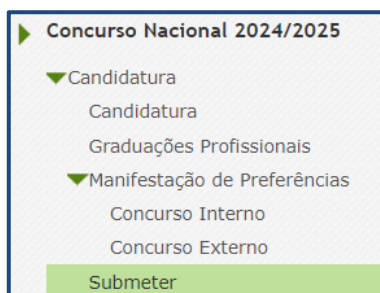 Concurso Nacional 2024/2025
Candidatura
Candidatura
Graduações Profissionais
Manifestação de Preferências
Concurso Interno
Concurso Externo
Submeter